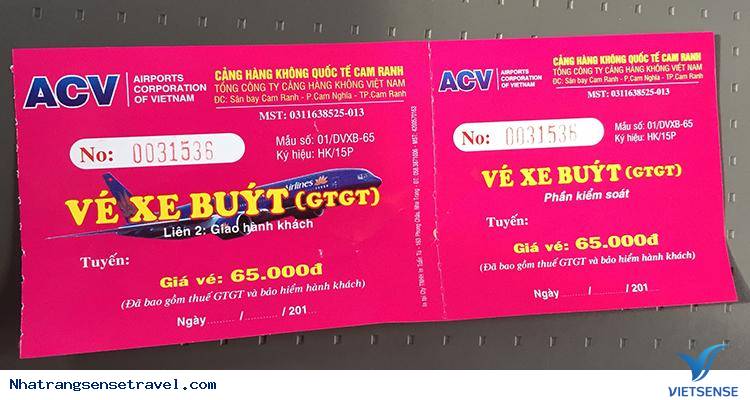 ACV
AIRPORTS
CORPORATION
OF VIETNAM
CẢNG HÀNG KHÔNG QUỐC TẾ CAM RANH
TỔNG CÔNG TY CẢNG HÀNG KHÔNG VIỆT NAM
ĐC: Sân bay Cam Ranh - P.Cam Nghĩa - TP.Cam Ranh
MST: 0311638525-013
No: 0031536
Mẫu số: 01/DVXB-65
Ký hiệu: HK/15P
Airlines
VÉ XE BUÝT (GTGT)
Liên 2: Giao hành khách
Tuyến:
Giá vé: 65.000đ
(Đã bao gồm thuế GTGT và bảo hiểm hành khách)
Ngày......../......../201....
ACV
AIRPORTS
CORPORATION
OF VIETNAM
CẢNG HÀNG KHÔNG QUỐC TẾ CAM RANH
TỔNG CÔNG TY CẢNG HÀNG KHÔNG VIỆT NAM
ĐC: Sân bay Cam Ranh - P.Cam Nghĩa - TP.Cam Ranh
MST: 0311638525-013
No: 0031536
Mẫu số: 01/DVXB-65
Ký hiệu: HK/15P
VÉ XE BUÝT (GTGT)
Phần kiểm soát
Tuyến:
Giá vé: 65.000đ
(Đã bao gồm thuế GTGT và bảo hiểm hành khách)
Ngày......../......../201....
Nhatrangsensetravel.com
VIETSENSE